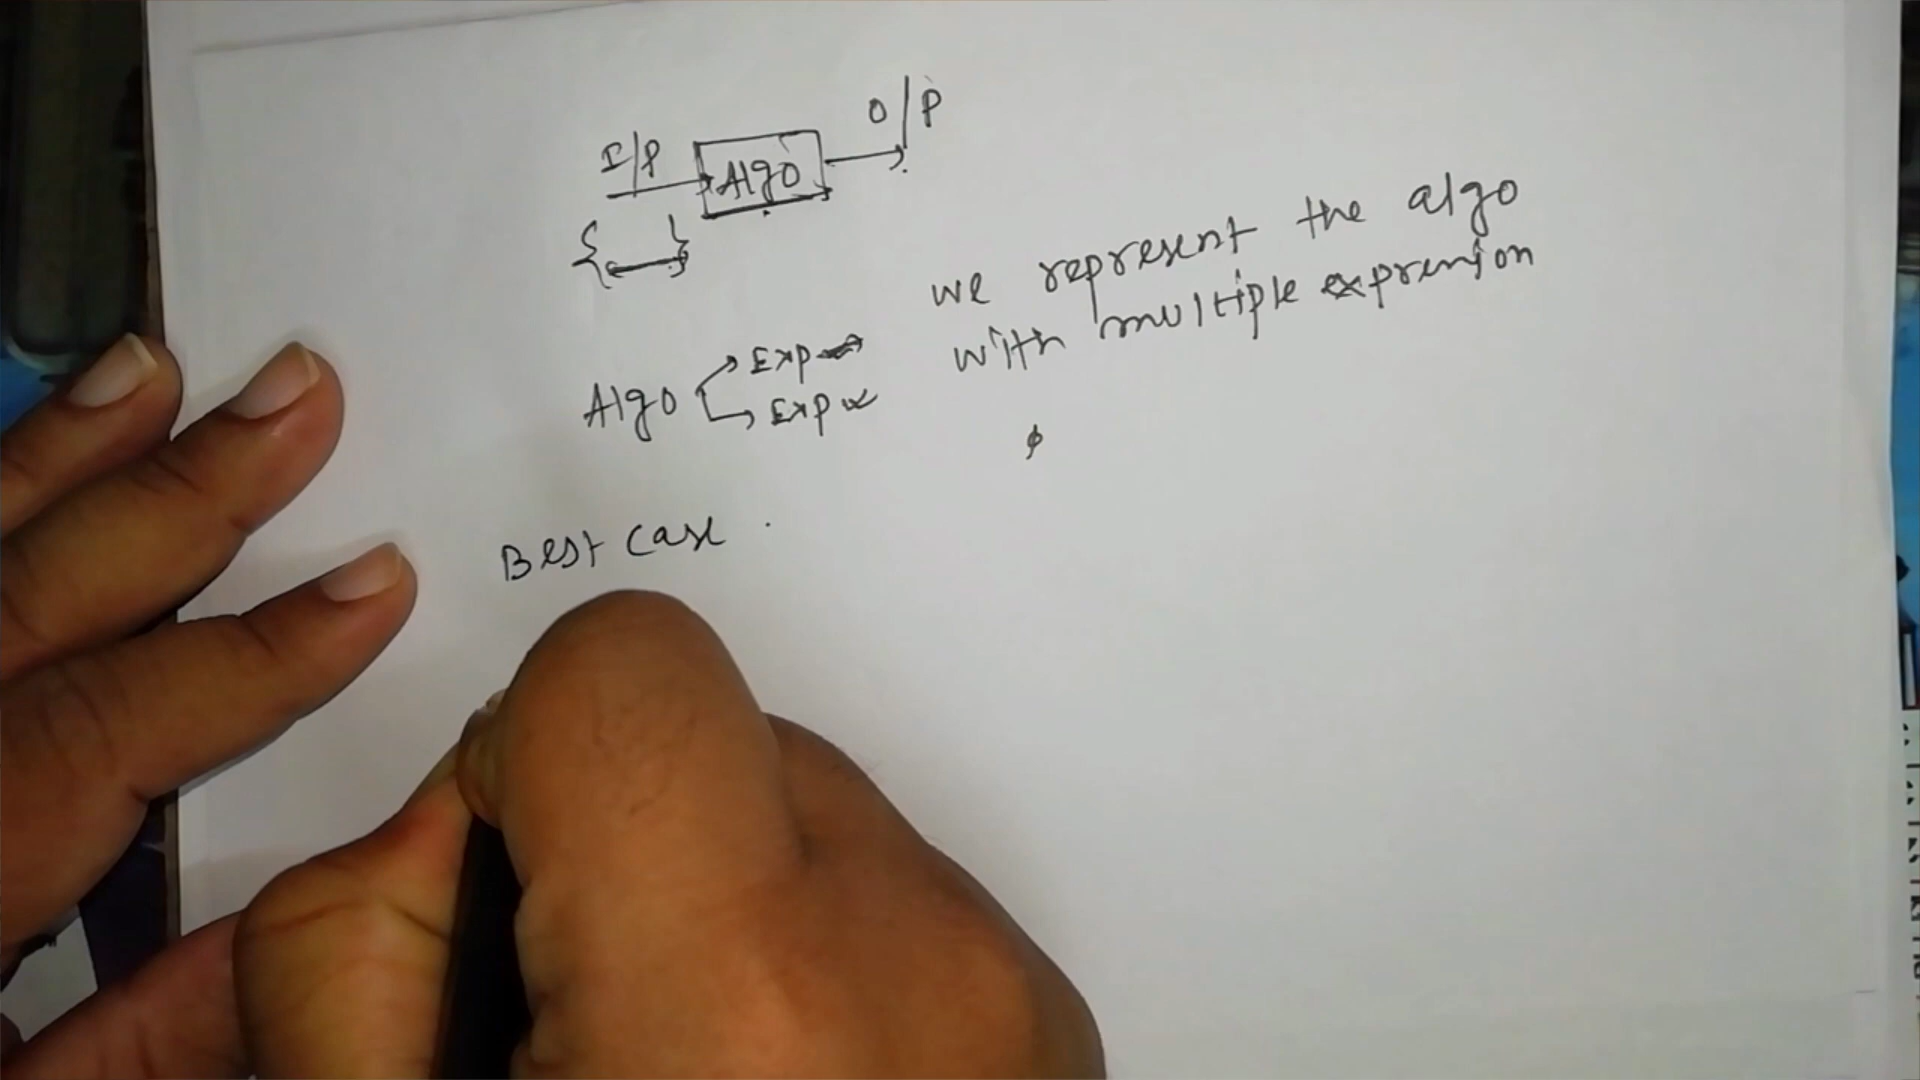 I/P Algo O/P
we represent the algo
with multiple expression
Algo Exp
Exp
Best case